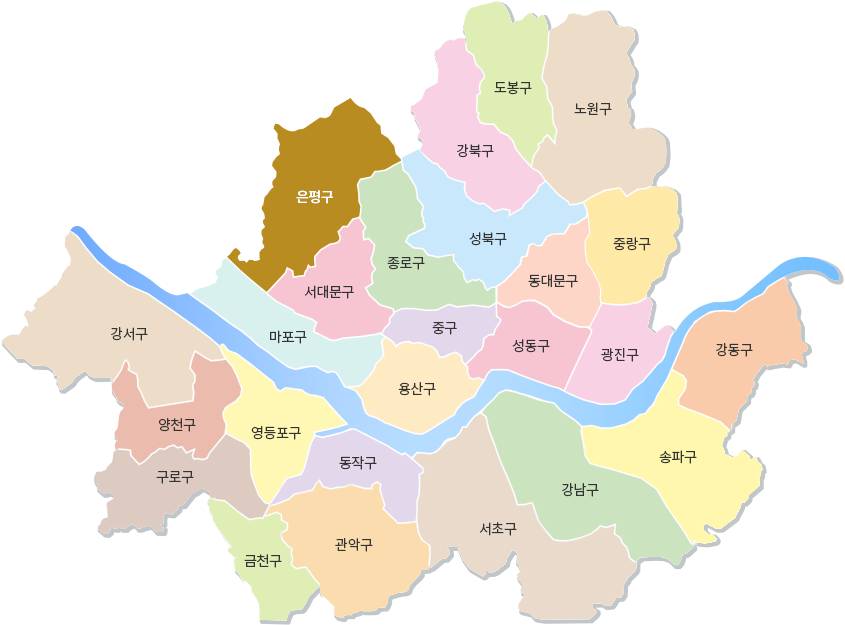 도봉구
노원구
강북구
은평구
성북구
중랑구
종로구
동대문구
서대문구
중구
강서구
마포구
성동구
광진구
강동구
용산구
양천구
영등포구
송파구
동작구
구로구
강남구
서초구
관악구
금천구